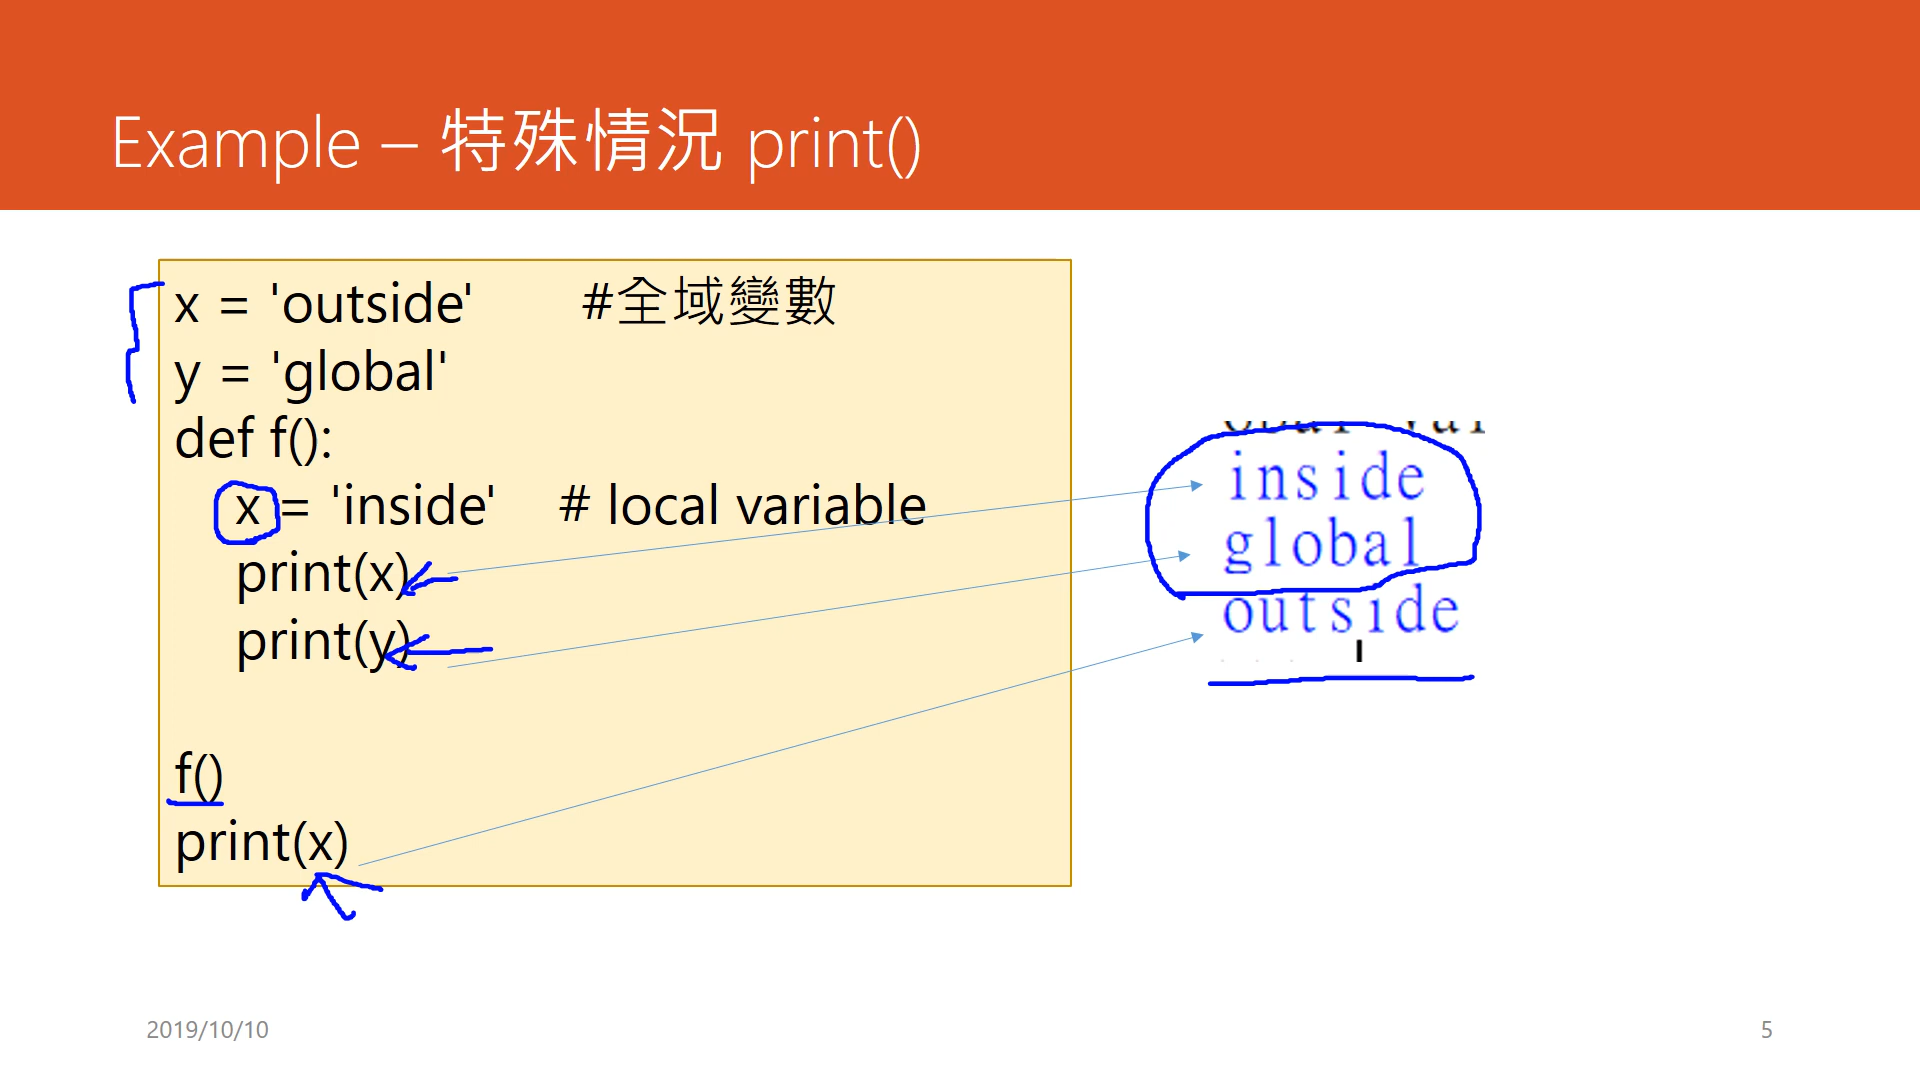 Example – 特殊情況 print()
x = 'outside' #全域變數
y = 'global'
def f():
x = 'inside' # local variable
print(x)
print(y)
f()
print(x)
inside
global
outside
2019/10/10
5